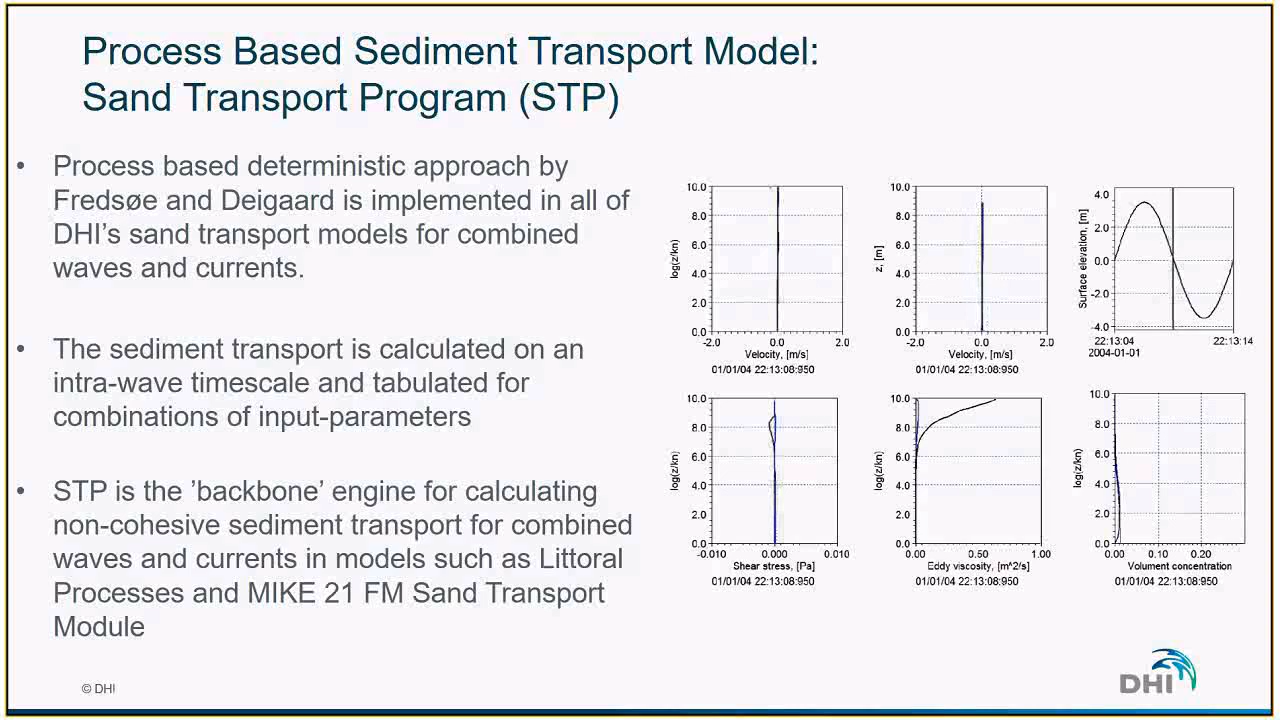 Process Based Sediment Transport Model:
Sand Transport Program (STP)
• Process based deterministic approach by
Fredsøe and Deigaard is implemented in all of
DHI's sand transport models for combined
waves and currents.
• The sediment transport is calculated on an
intra-wave timescale and tabulated for
combinations of input-parameters
• STP is the ’backbone’ engine for calculating
non-cohesive sediment transport for combined
waves and currents in models such as Littoral
Processes and MIKE 21 FM Sand Transport
Module
10.0
8.0
6.0
4.0
2.0
0.0
log(z/kn)
-2.0 0.0 2.0
Velocity, [m/s]
01/01/04 22:13:08:950
10.0
8.0
6.0
4.0
2.0
0.0
z, [m]
-2.0 0.0 2.0
Velocity, [m/s]
01/01/04 22:13:08:950
4.0
2.0
0.0
-2.0
-4.0
Surface elevation, [m]
22:13:04 22:13:14
2004-01-01
10.0
8.0
6.0
4.0
2.0
0.0
log(z/kn)
-0.010 0.000 0.010
Shear stress, [Pa]
01/01/04 22:13:08:950
10.0
8.0
6.0
4.0
2.0
0.0
log(z/kn)
0.00 0.50 1.00
Eddy viscosity, [m^2/s]
01/01/04 22:13:08:950
10.0
8.0
6.0
4.0
2.0
0.0
log(z/kn)
0.00 0.10 0.20
Volument concentration
01/01/04 22:13:08:950
© DHI
DHI